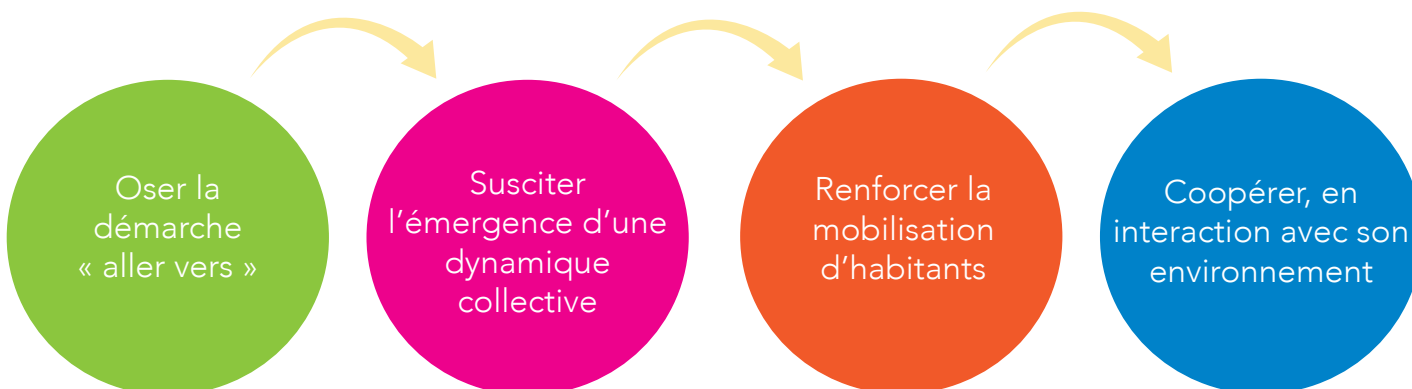 Oser la
démarche
« aller vers »
Susciter
l’émergence d’une
dynamique
collective
Renforcer la
mobilisation
d’habitants
Coopérer, en
interaction avec son
environnement